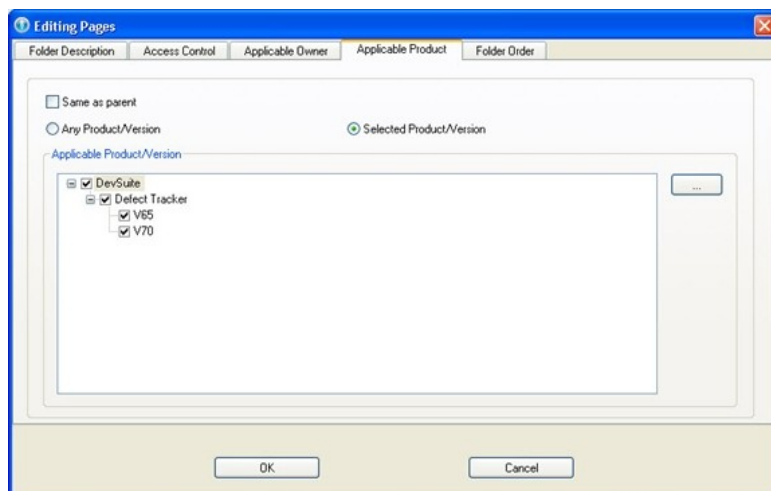 Editing Pages
Folder Description Access Control Applicable Owner Applicable Product Folder Order
Same as parent
Any Product/Version Selected Product/Version
Applicable Product/Version
DevSuite
...
Defect Tracker
V65
V70
OK Cancel